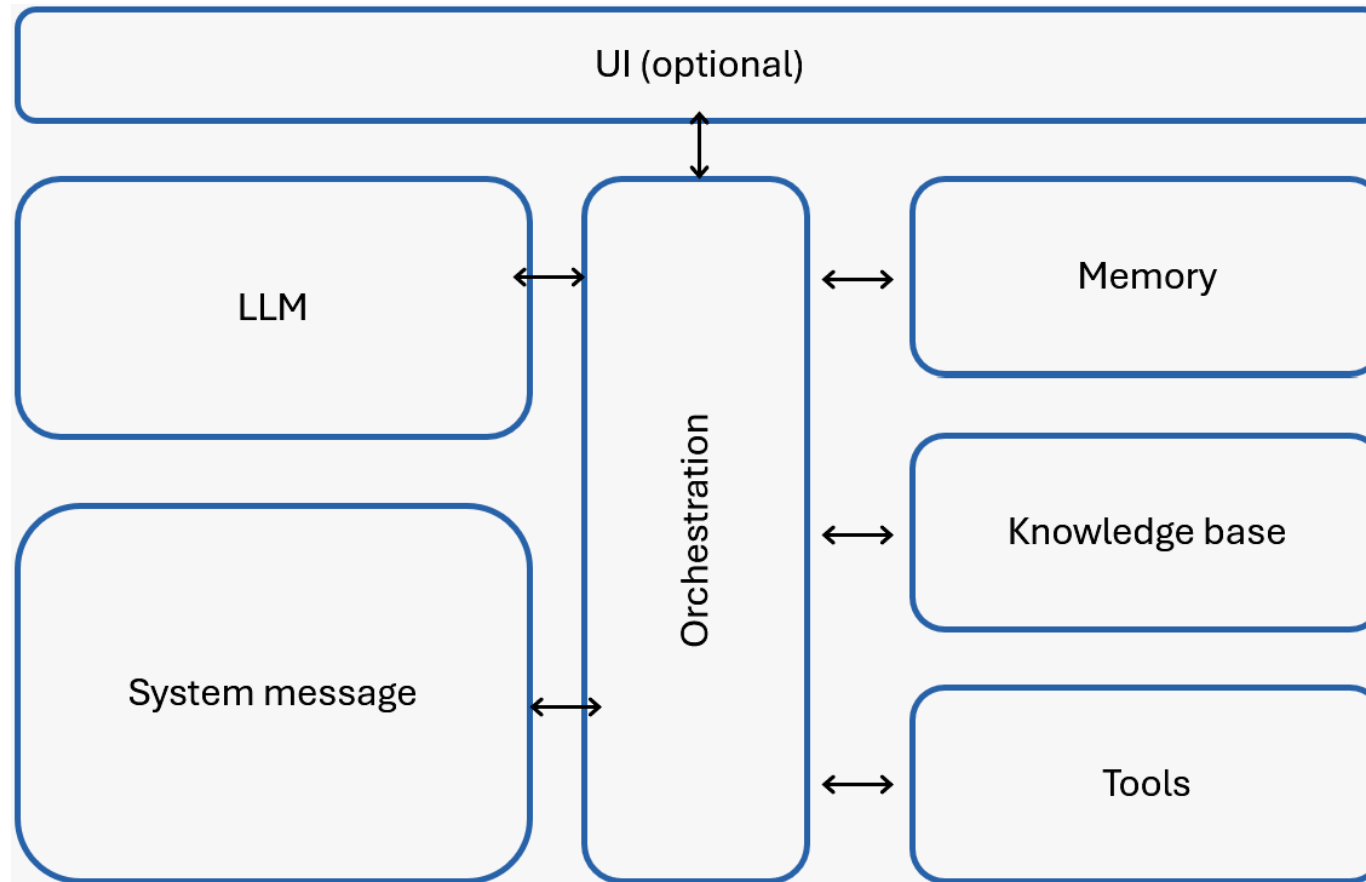 UI (optional)
LLM
Memory
Orchestration
Knowledge base
System message
Tools